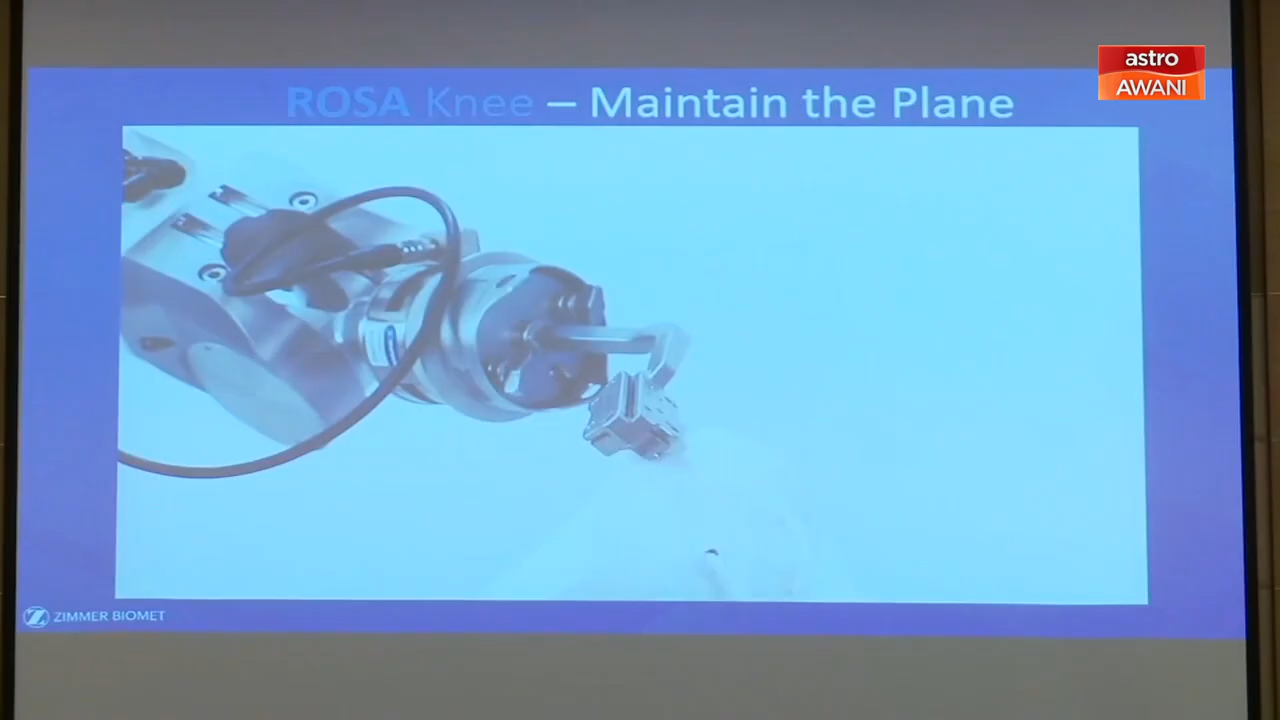 astro
AWANI
ROSA Knee – Maintain the Plane
ZIMMER BIOMET